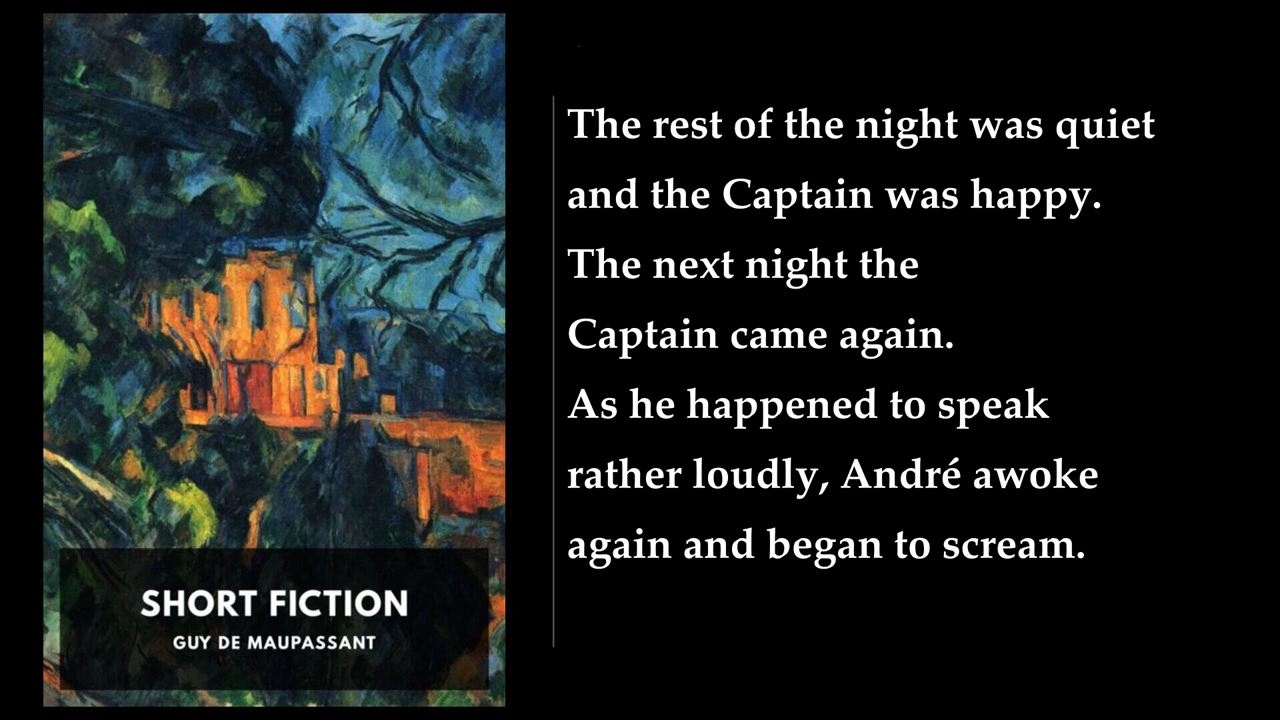 The rest of the night was quiet
and the Captain was happy.
The next night the
Captain came again.
As he happened to speak
rather loudly, André awoke
again and began to scream.
SHORT FICTION
GUY DE MAUPASSANT